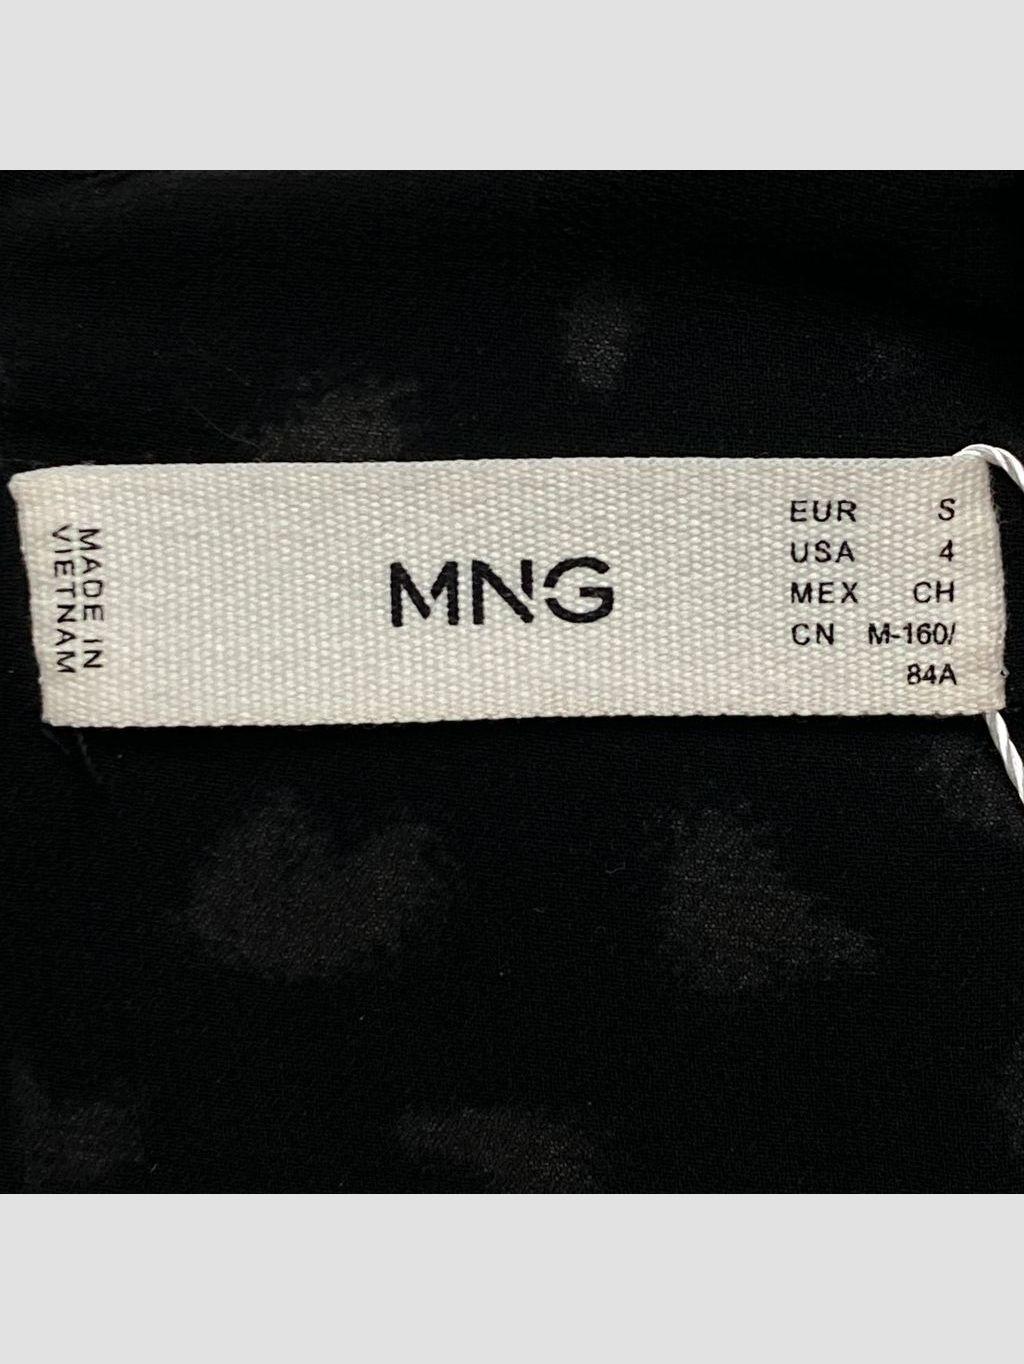 MADE IN
VIETNAM
MNG
EUR S
USA 4
MEX CH
CN M-160/
84A